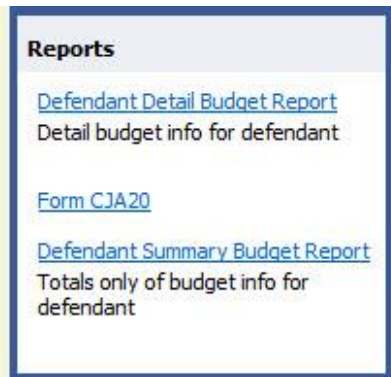 Reports
Defendant Detail Budget Report
Detail budget info for defendant
Form CJA20
Defendant Summary Budget Report
Totals only of budget info for
defendant